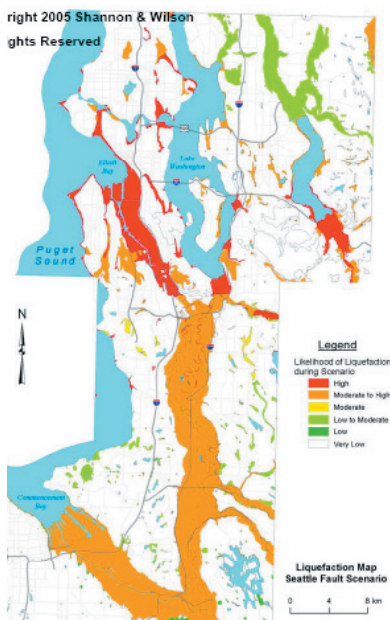 right 2005 Shannon & Wilson
ghts Reserved
Elliott
Bay
Lake
Washington
Puget
Sound
N
Legend
Likelihood of Liquefaction
during Scenario
High
Moderate to High
Moderate
Low to Moderate
Low
Very Low
Commencement
Bay
Liquefaction Map
Seattle Fault Scenario
0 4 8 km